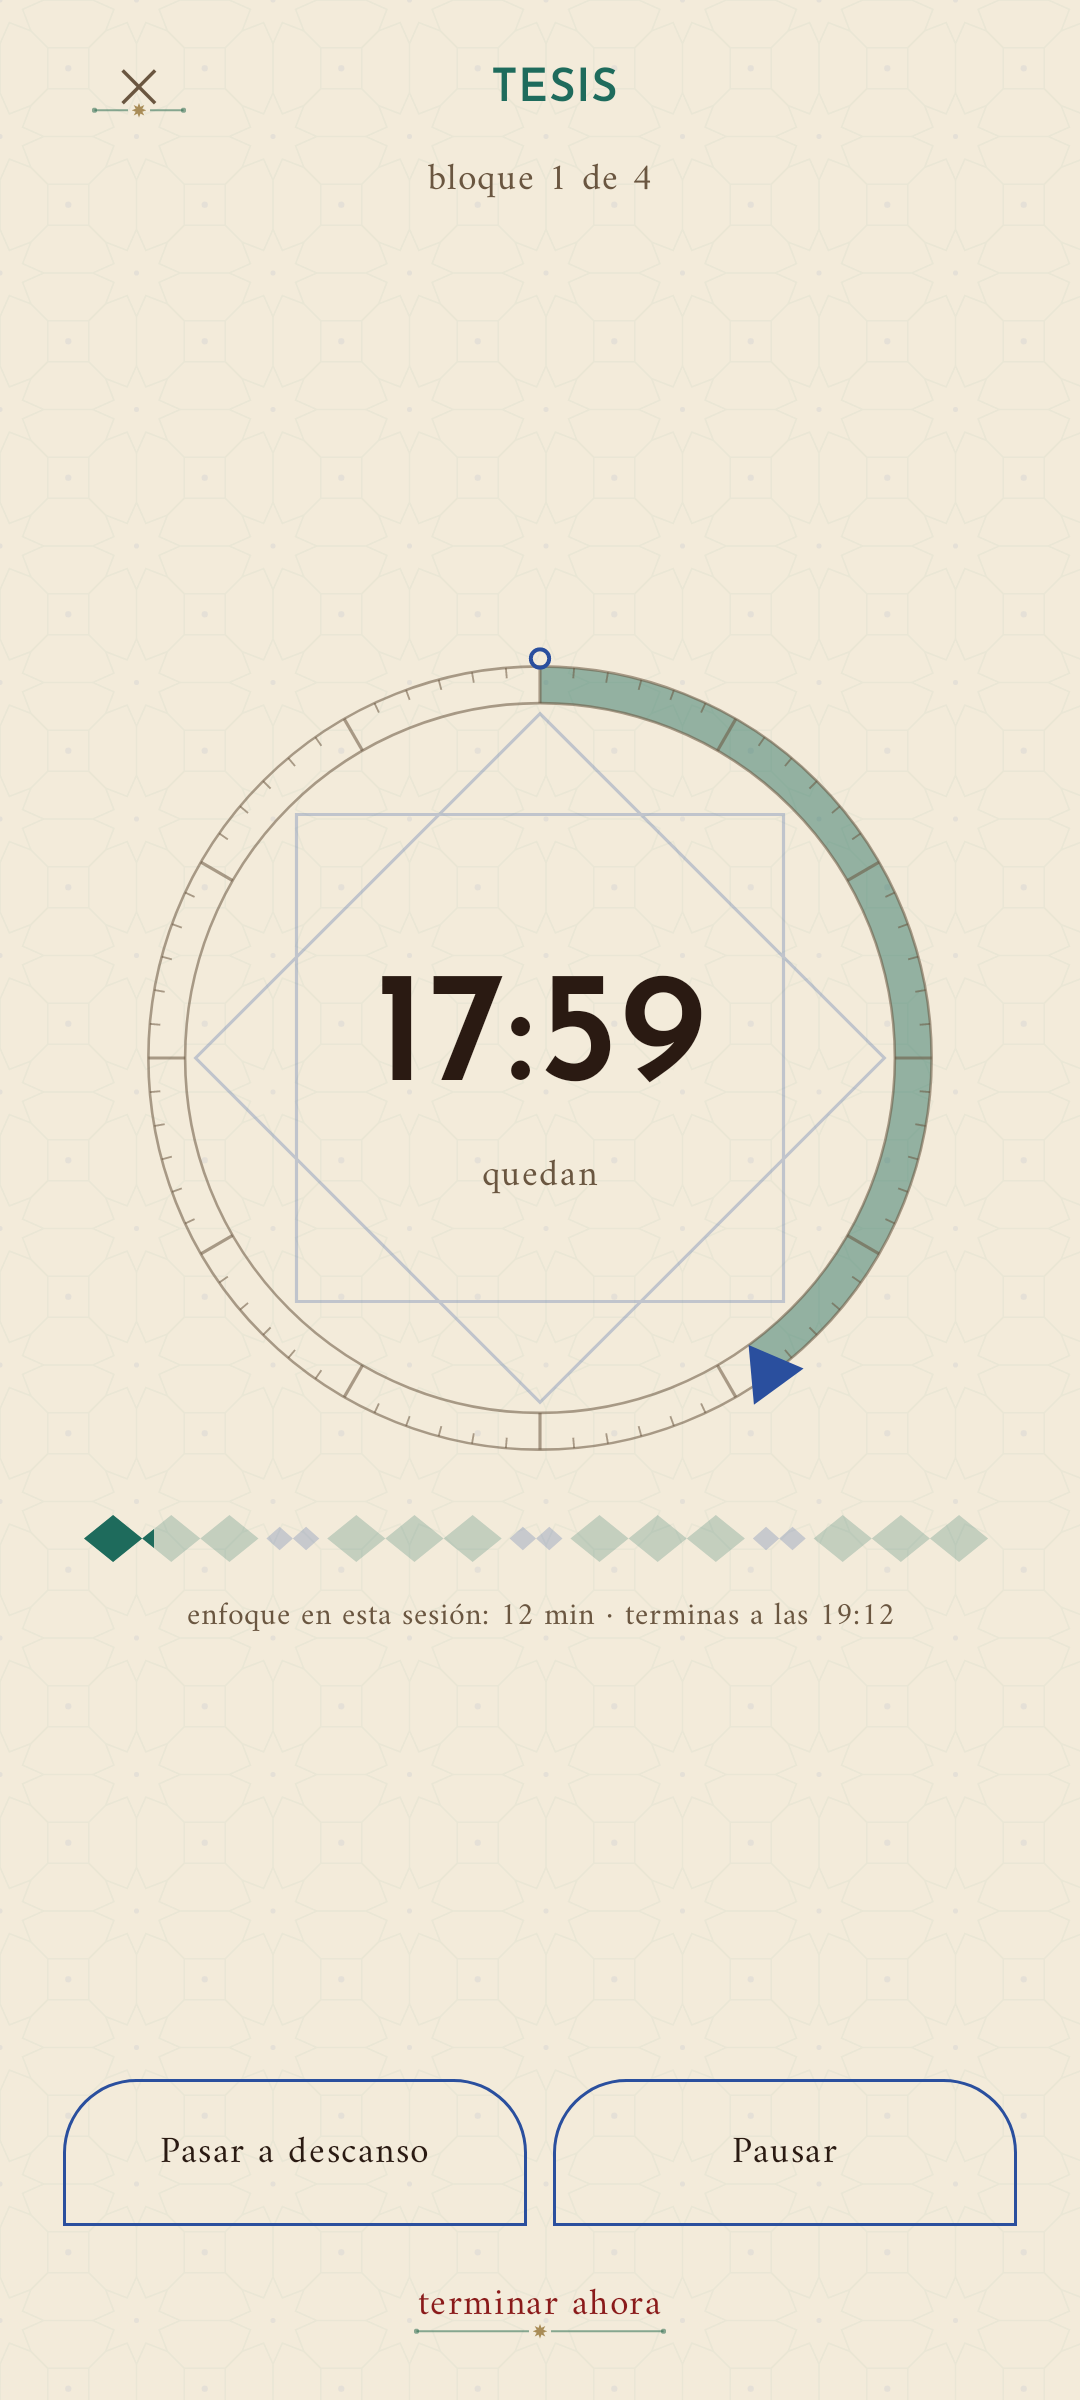 TESIS
bloque 1 de 4
17:59
quedan
enfoque en esta sesión: 12 min · terminas a las 19:12
Pasar a descanso
Pausar
terminar ahora